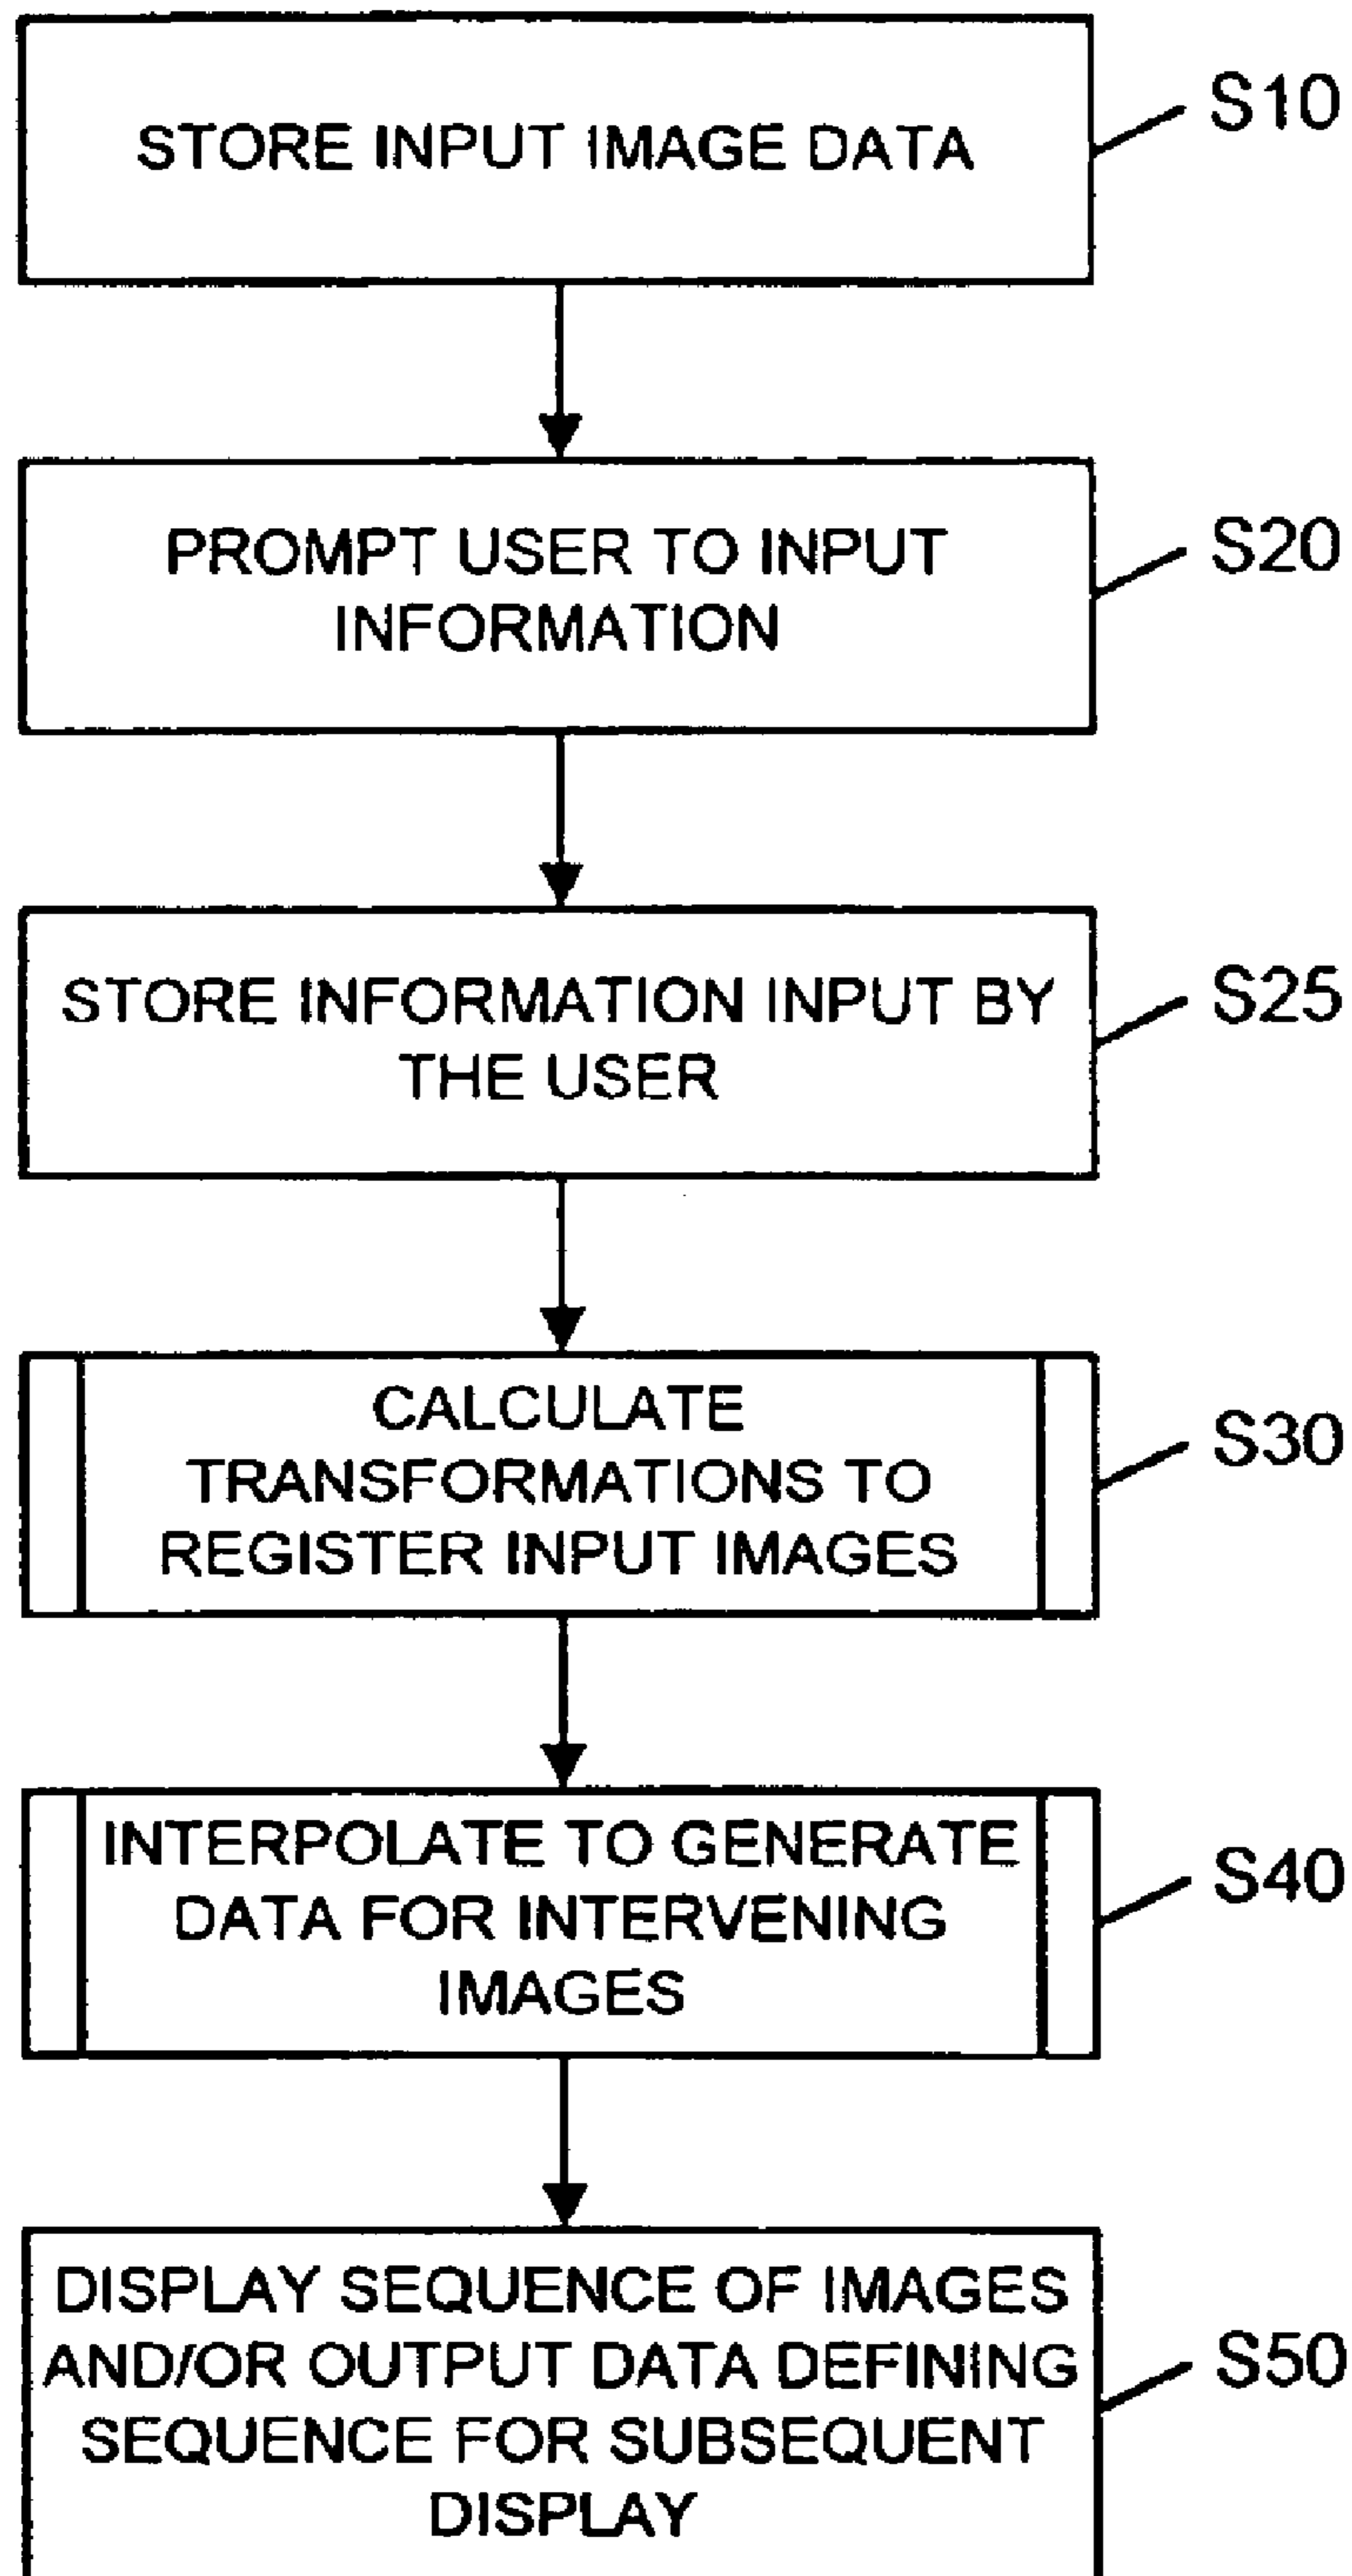 STORE INPUT IMAGE DATA
S10
PROMPT USER TO INPUT
INFORMATION
S20
STORE INFORMATION INPUT BY
THE USER
S25
CALCULATE
TRANSFORMATIONS TO
REGISTER INPUT IMAGES
S30
INTERPOLATE TO GENERATE
DATA FOR INTERVENING
IMAGES
S40
DISPLAY SEQUENCE OF IMAGES
AND/OR OUTPUT DATA DEFINING
SEQUENCE FOR SUBSEQUENT
DISPLAY
S50